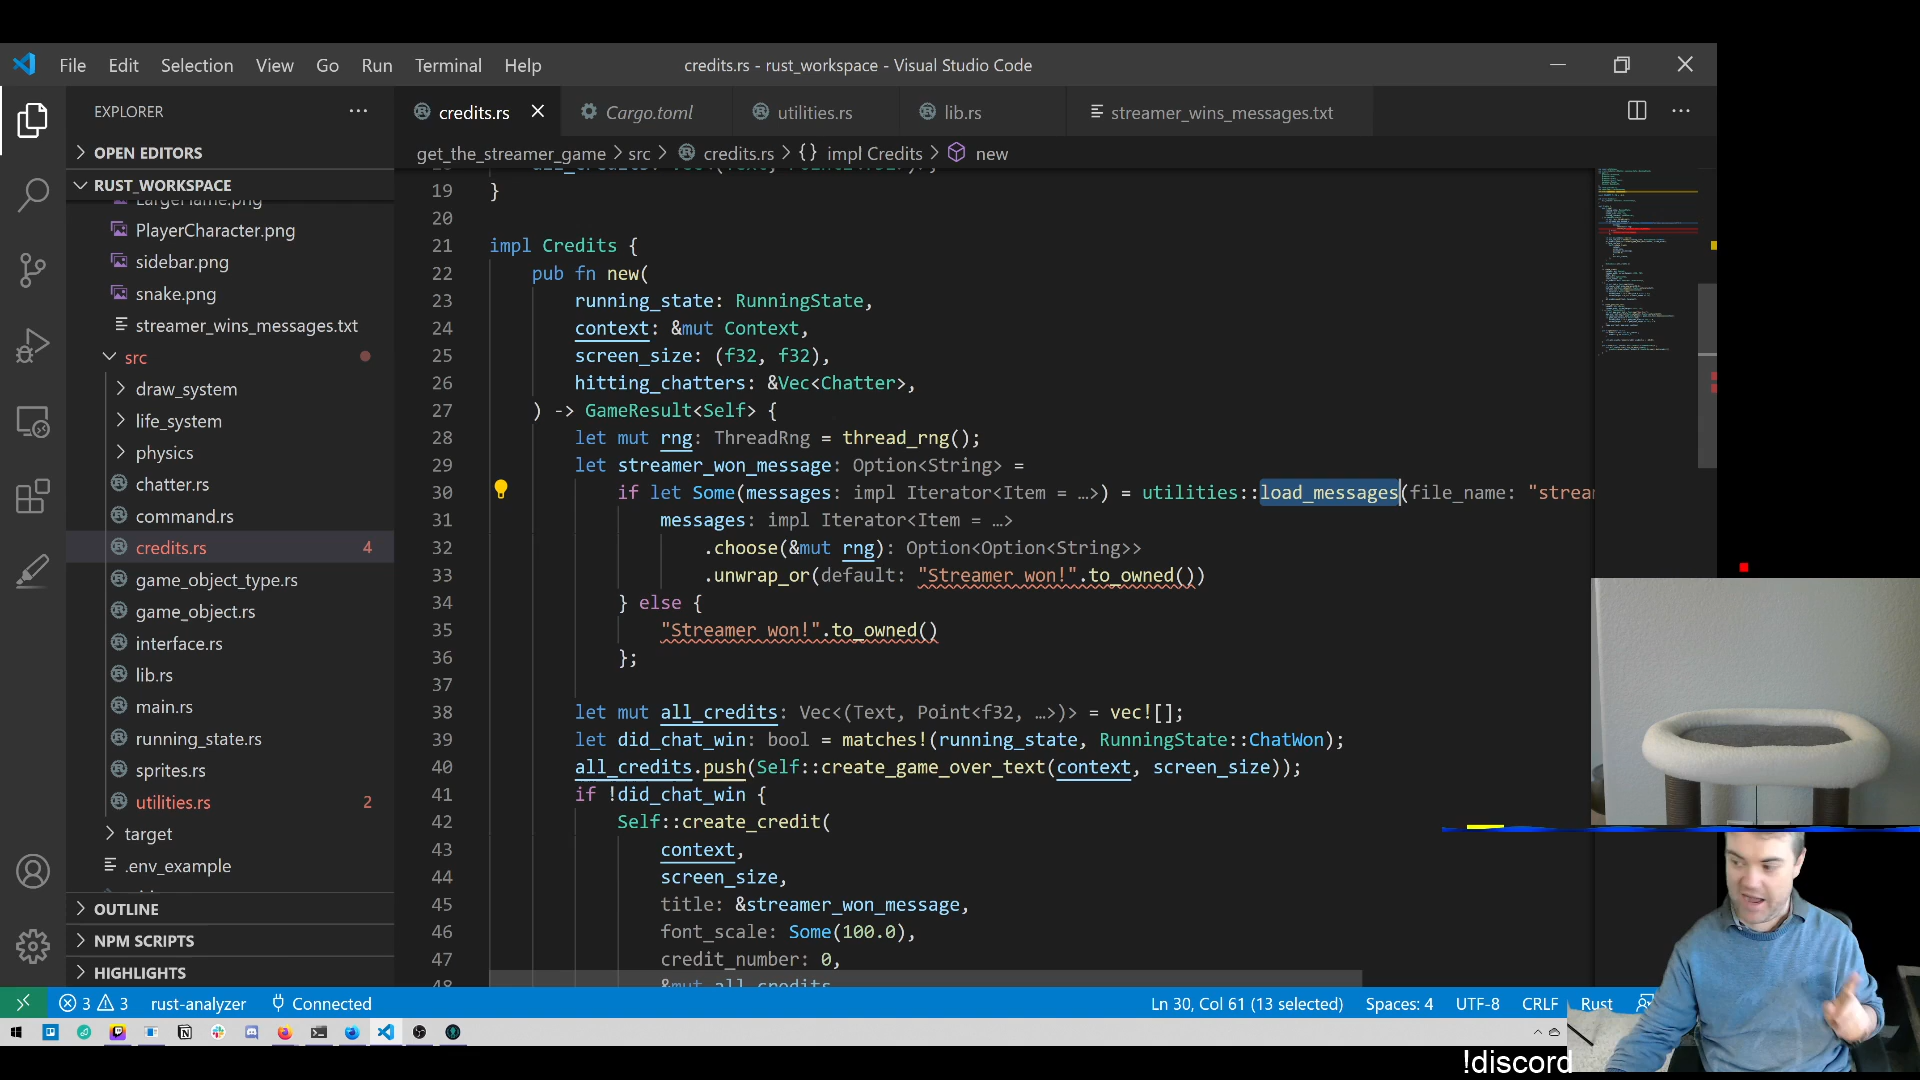 File Edit Selection View Go Run Terminal Help
credits.rs - rust_workspace - Visual Studio Code
EXPLORER
OPEN EDITORS
RUST_WORKSPACE
LargeFlame.png
PlayerCharacter.png
sidebar.png
snake.png
streamer_wins_messages.txt
src
draw_system
life_system
physics
chatter.rs
command.rs
credits.rs 4
game_object_type.rs
game_object.rs
interface.rs
lib.rs
main.rs
running_state.rs
sprites.rs
utilities.rs 2
target
.env_example
OUTLINE
NPM SCRIPTS
HIGHLIGHTS
credits.rs Cargo.toml utilities.rs lib.rs streamer_wins_messages.txt
get_the_streamer_game > src > credits.rs > {} impl Credits > new
19 }
20
21 impl Credits {
22 pub fn new(
23 running_state: RunningState,
24 context: &mut Context,
25 screen_size: (f32, f32),
26 hitting_chatters: &Vec<Chatter>,
27 ) -> GameResult<Self> {
28 let mut rng: ThreadRng = thread_rng();
29 let streamer_won_message: Option<String> =
30 if let Some(messages: impl Iterator<Item = …>) = utilities::load_messages(file_name: "strea
31 messages: impl Iterator<Item = …>
32 .choose(&mut rng): Option<Option<String>>
33 .unwrap_or(default: "Streamer won!".to_owned())
34 } else {
35 "Streamer won!".to_owned()
36 };
37
38 let mut all_credits: Vec<(Text, Point<f32, …>)> = vec![];
39 let did_chat_win: bool = matches!(running_state, RunningState::ChatWon);
40 all_credits.push(Self::create_game_over_text(context, screen_size));
41 if !did_chat_win {
42 Self::create_credit(
43 context,
44 screen_size,
45 title: &streamer_won_message,
46 font_scale: Some(100.0),
47 credit_number: 0,
48 &mut all_credits
3 3 rust-analyzer Connected
Ln 30, Col 61 (13 selected) Spaces: 4 UTF-8 CRLF Rust
!discord